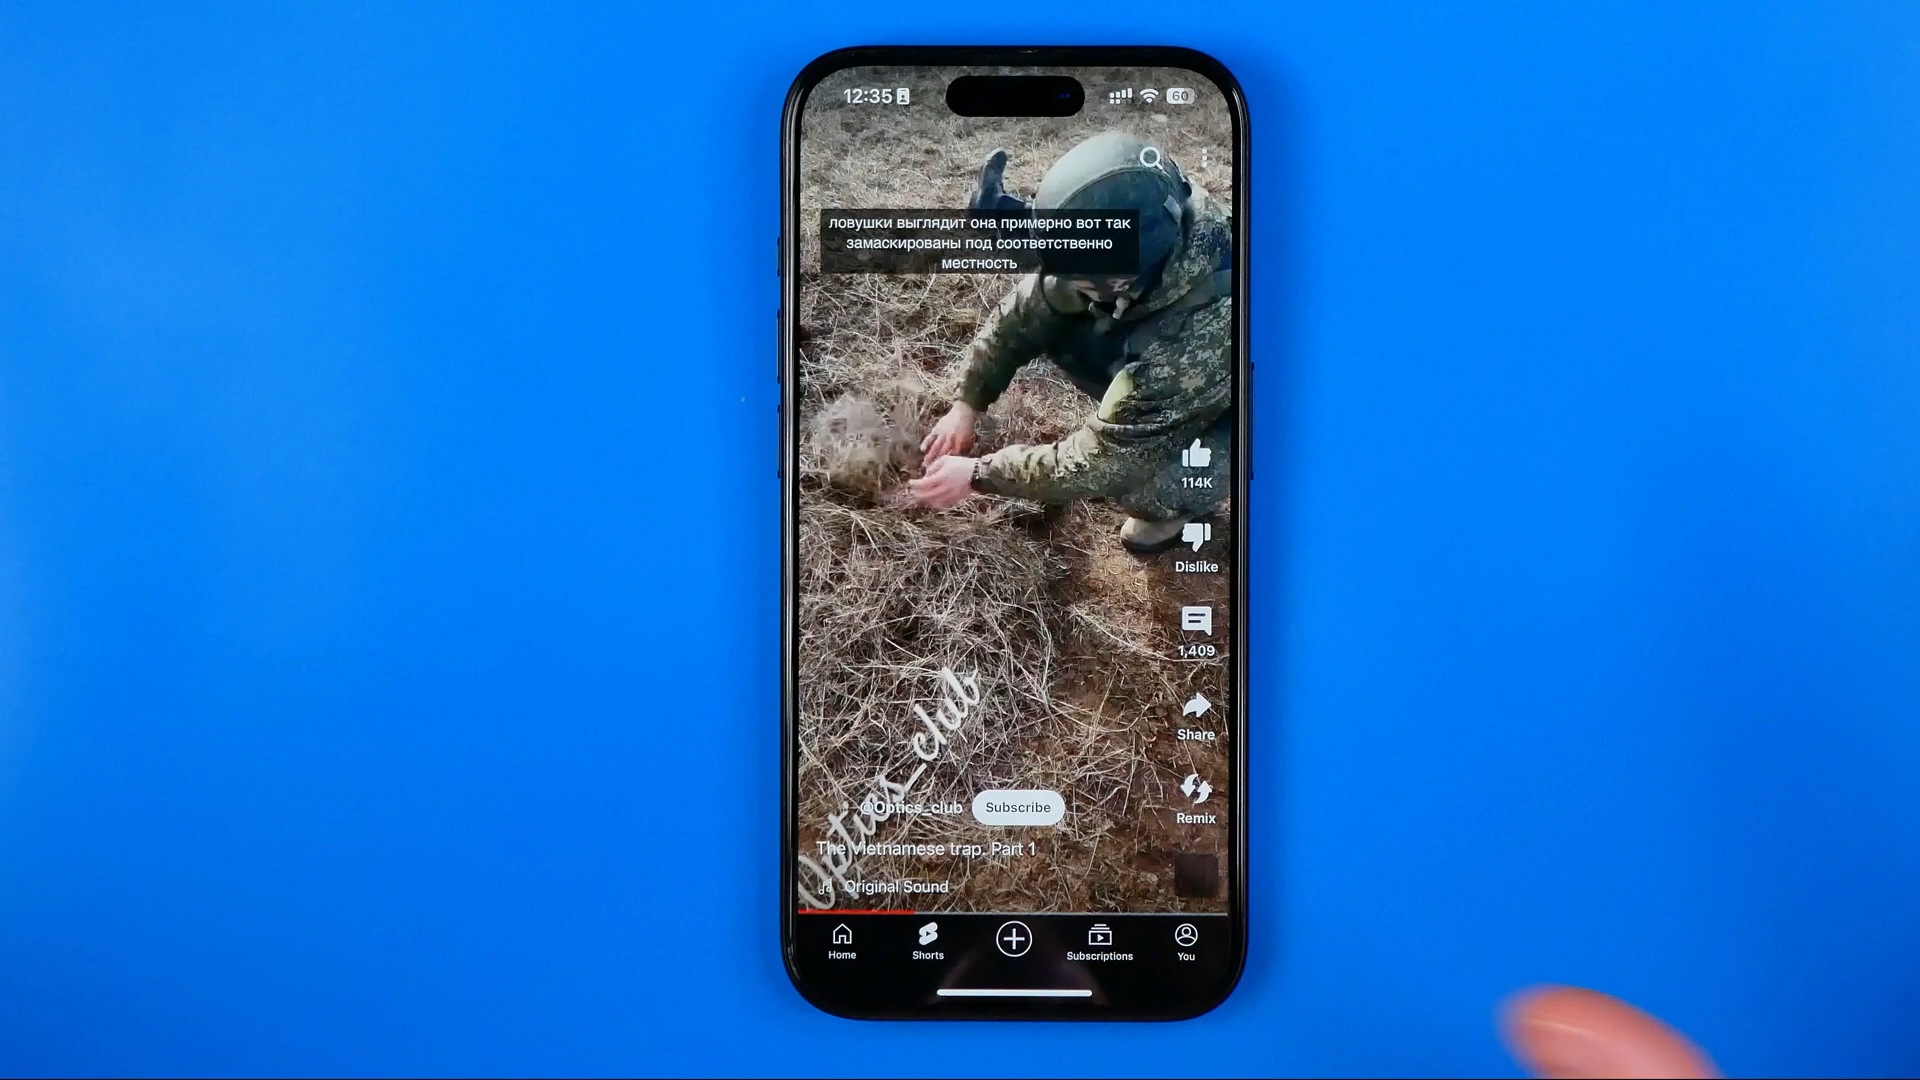 12:35
60
ловушки выглядит она примерно вот так
замаскированы под соответственно
местность
114K
Dislike
1,409
Share
Remix
Optics_club
@Optics_club
Subscribe
The Vietnamese trap. Part 1
Original Sound
Home
Shorts
Subscriptions
You